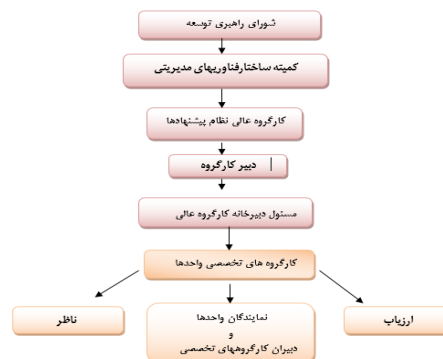 شورای راهبری توسعه
کمیته ساختارفناوریهای مدیریتی
کارگروه عالی نظام پیشنهادها
دبیر کارگروه
مسئول دبیرخانه کارگروه عالی
کارگروه های تخصصی واحدها
ارزیاب
نمایندگان واحدها
و
دبیران کارگروههای تخصصی
ناظر